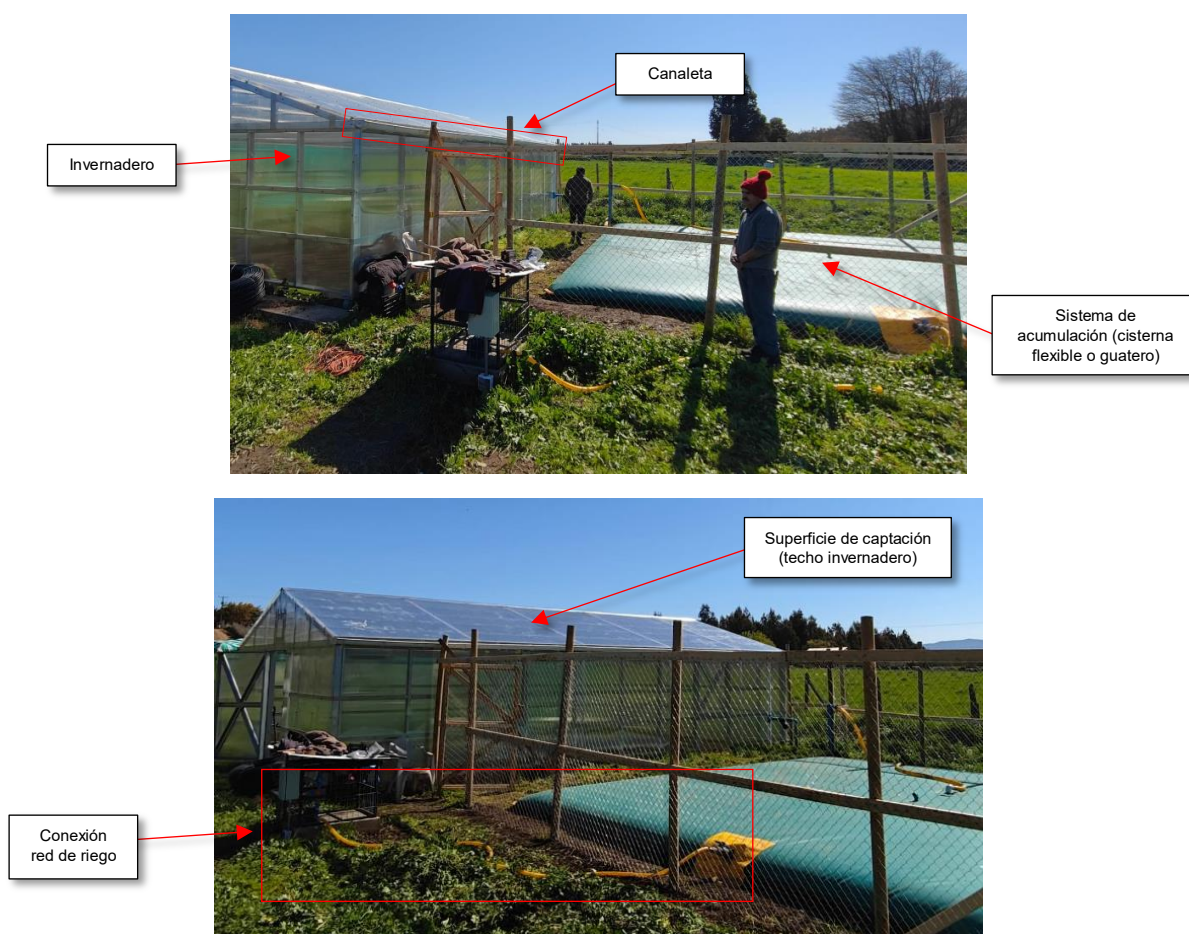 Canaleta
Invernadero
Sistema de
acumulación (cisterna
flexible o guatero)
Superficie de captación
(techo invernadero)
Conexión
red de riego